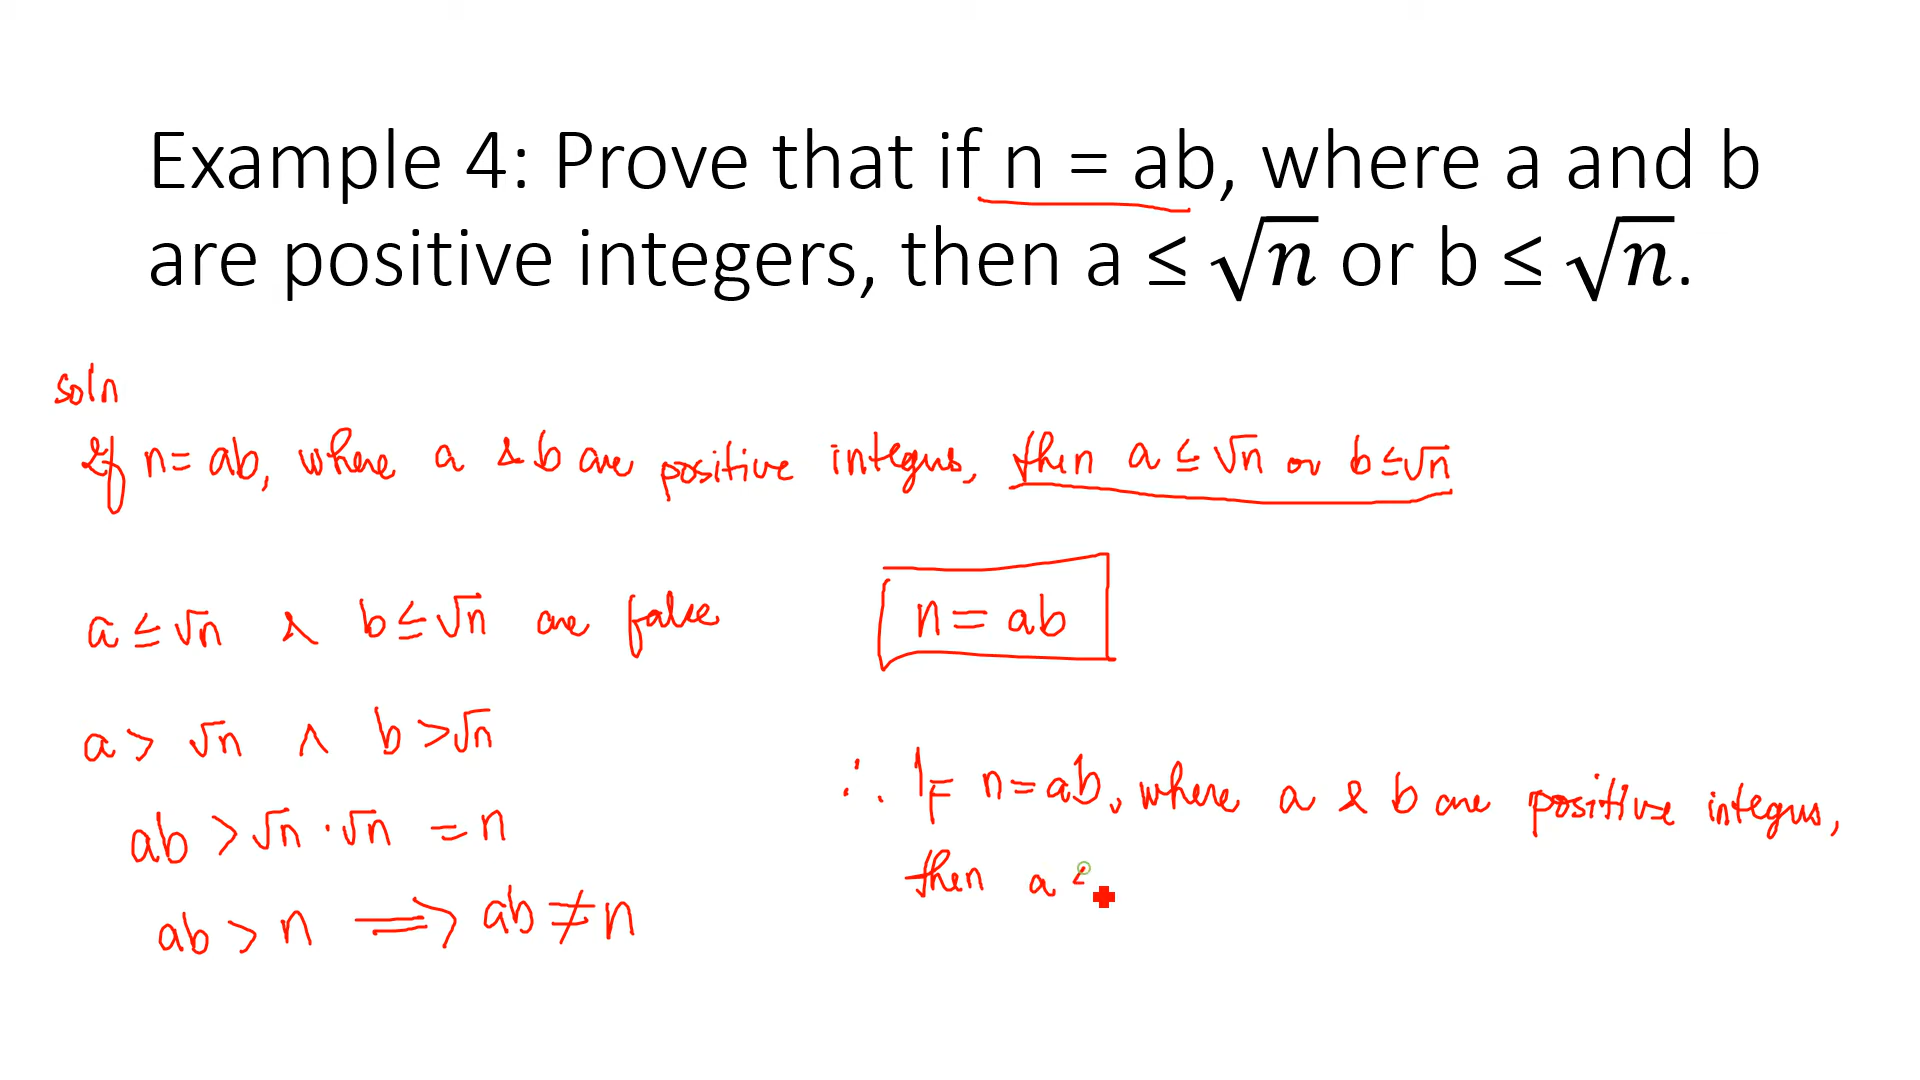 Example 4: Prove that if n = ab, where a and b
are positive integers, then a ≤ √n or b ≤ √n.
soln
If n = ab, where a & b are positive integers, then a ≤ √n or b ≤ √n
a ≤ √n & b ≤ √n are false
n = ab
a > √n ∧ b > √n
ab > √n · √n = n
ab > n ⟹ ab ≠ n
∴ If n = ab, where a & b are positive integers,
then a